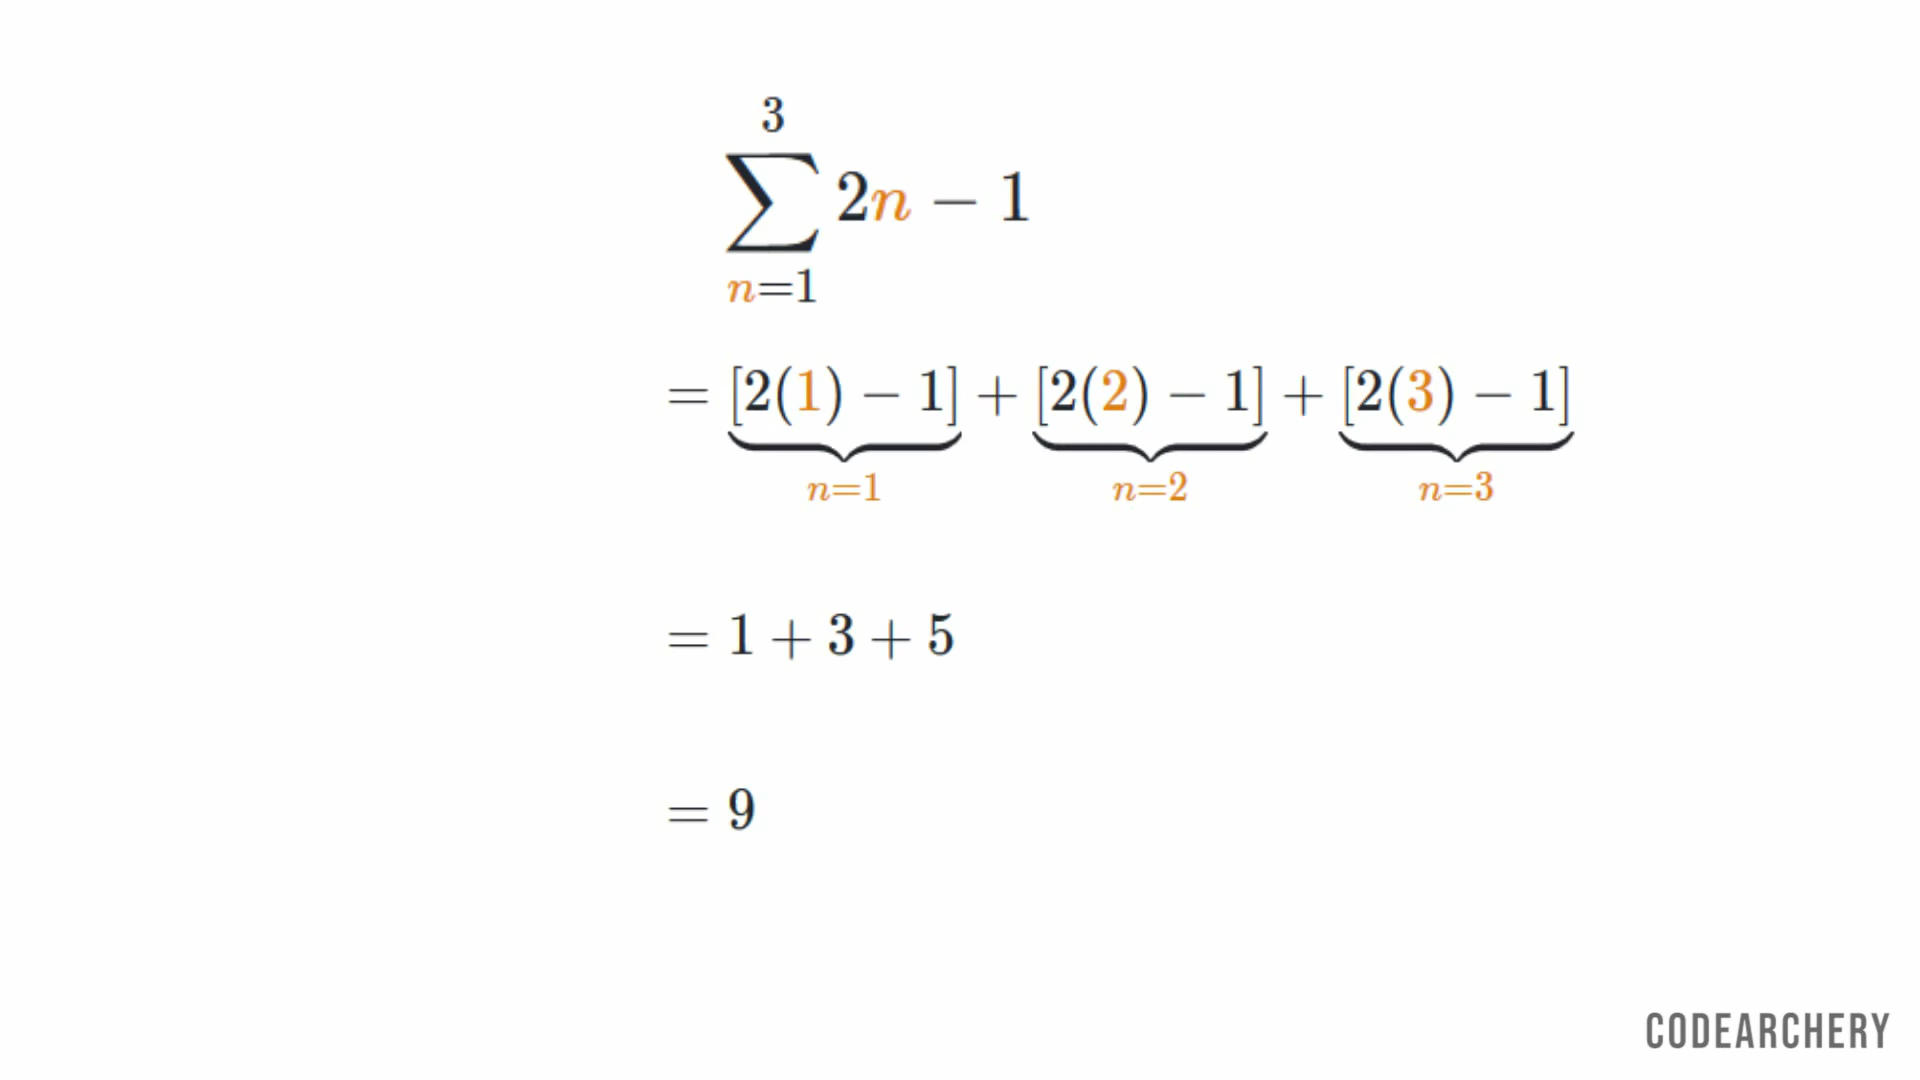 3
∑ 2n − 1
n=1
= [2(1) − 1] + [2(2) − 1] + [2(3) − 1]
n=1 n=2 n=3
= 1 + 3 + 5
= 9
CODEARCHERY